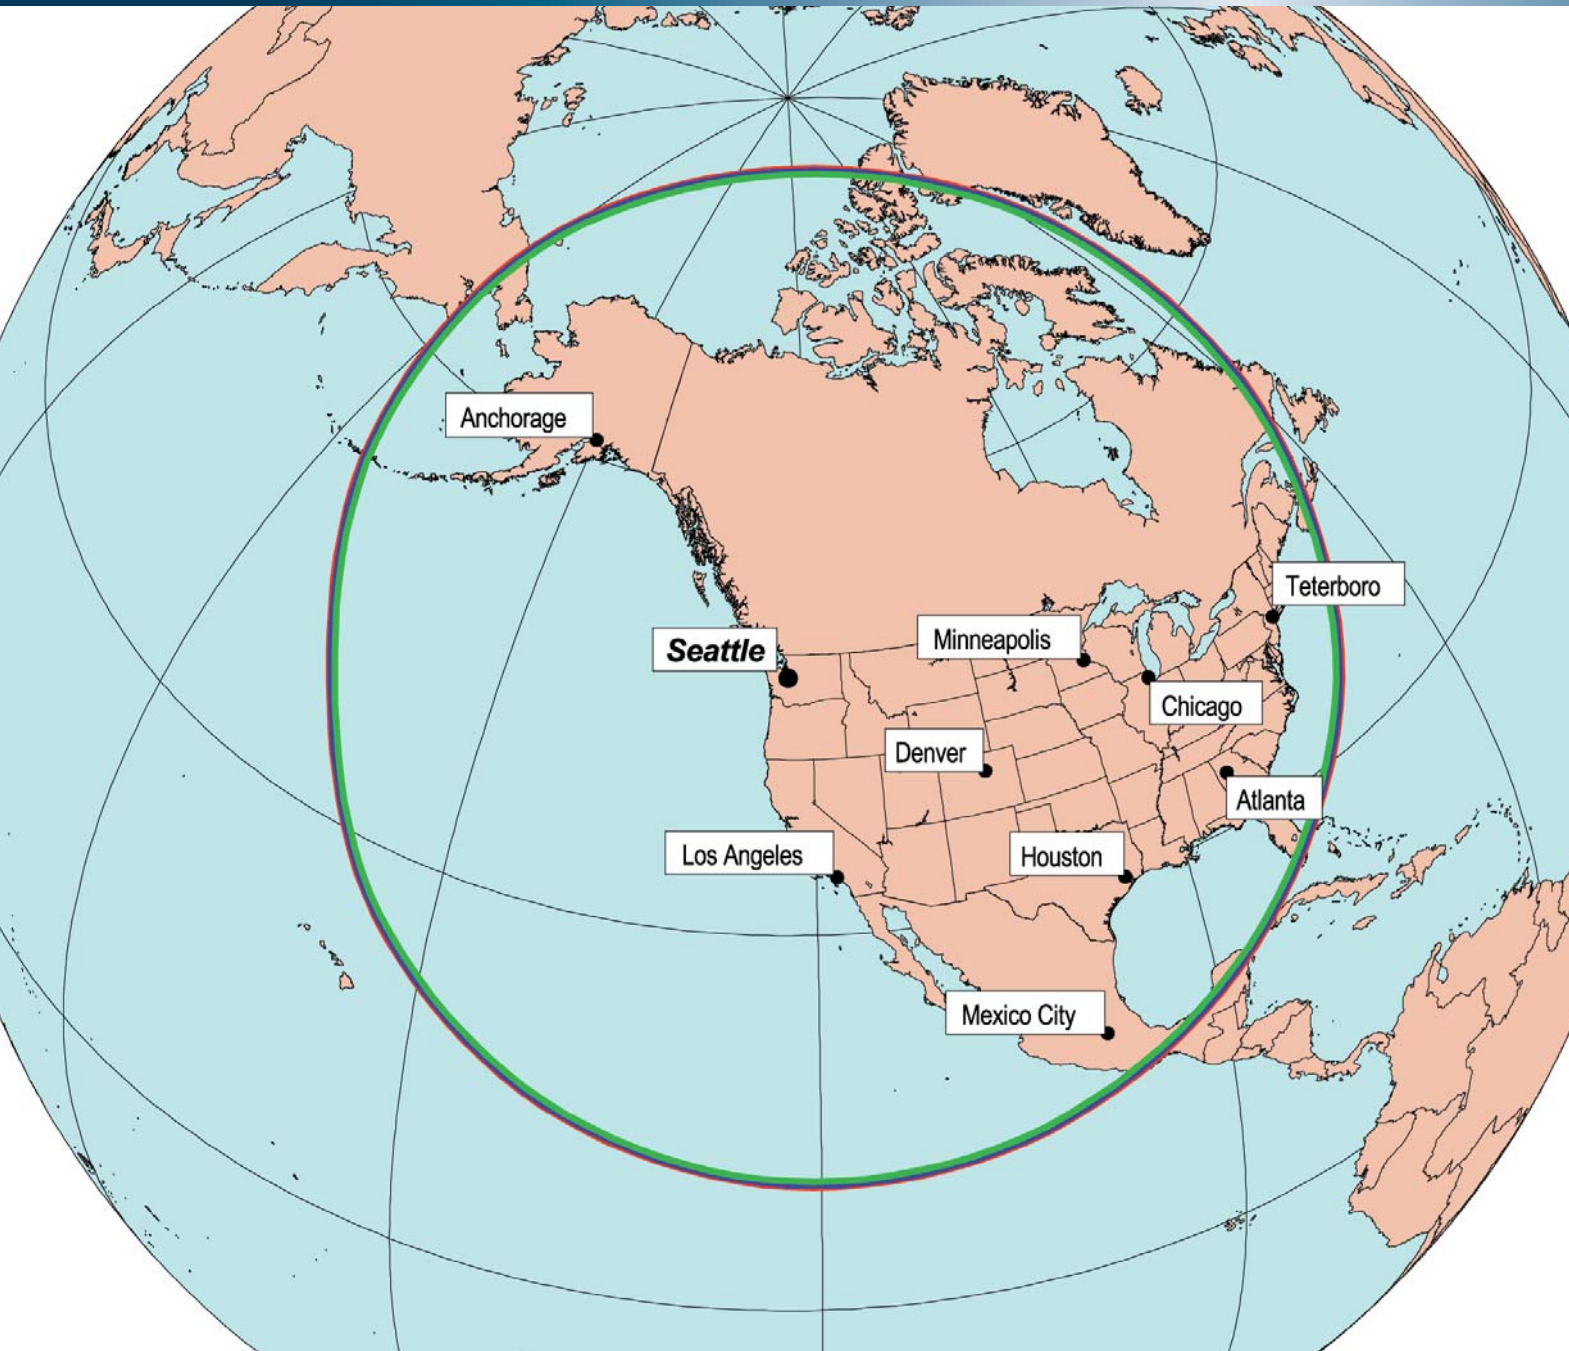 Anchorage
Teterboro
Minneapolis
Seattle
Chicago
Denver
Atlanta
Los Angeles
Houston
Mexico City